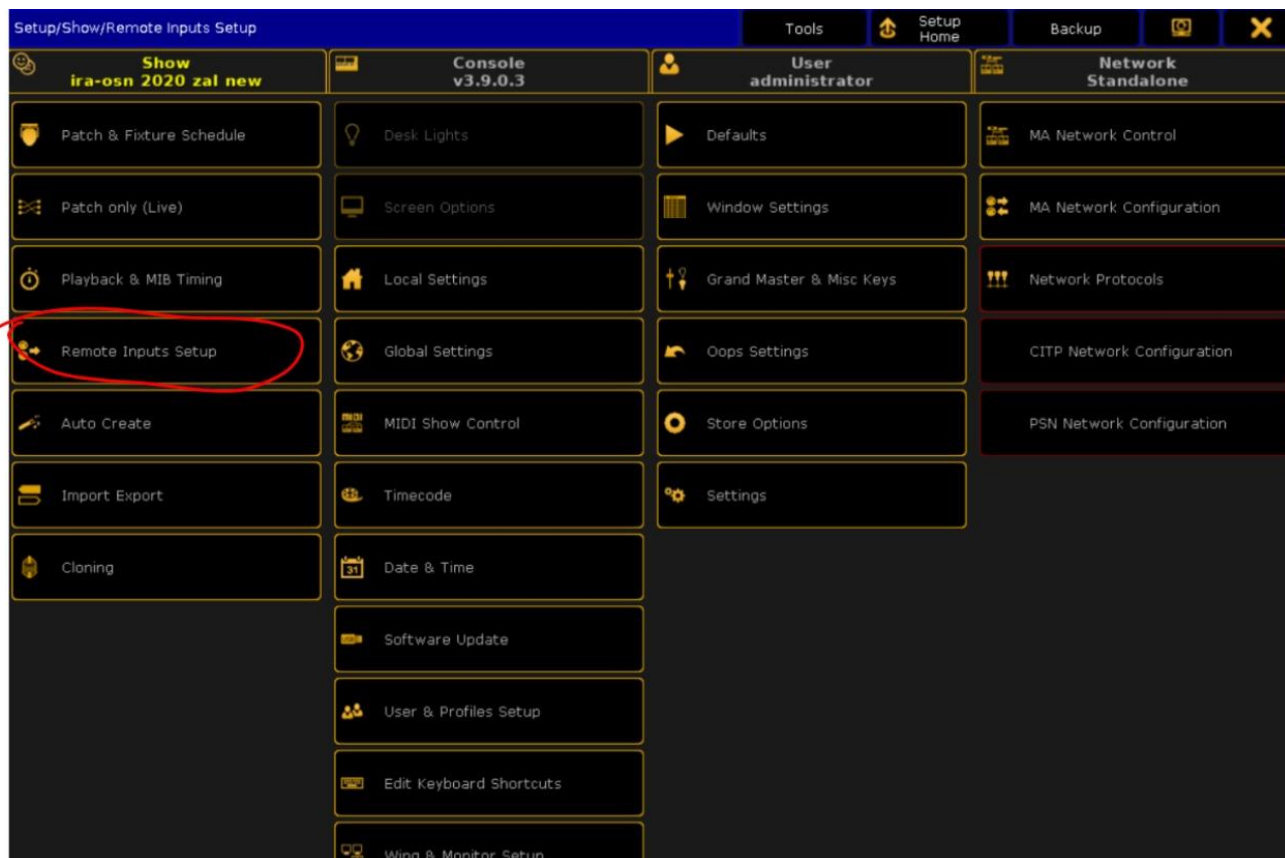 Setup/Show/Remote Inputs Setup
Tools
Setup
Home
Backup
Show
ira-osn 2020 zal new
Console
v3.9.0.3
User
administrator
Network
Standalone
Patch & Fixture Schedule
Desk Lights
Defaults
MA Network Control
Patch only (Live)
Screen Options
Window Settings
MA Network Configuration
Playback & MIB Timing
Local Settings
Grand Master & Misc Keys
Network Protocols
Remote Inputs Setup
Global Settings
Oops Settings
CITP Network Configuration
Auto Create
MIDI Show Control
Store Options
PSN Network Configuration
Import Export
Timecode
Settings
Cloning
31
Date & Time
Software Update
User & Profiles Setup
Edit Keyboard Shortcuts
Wing & Monitor Setup